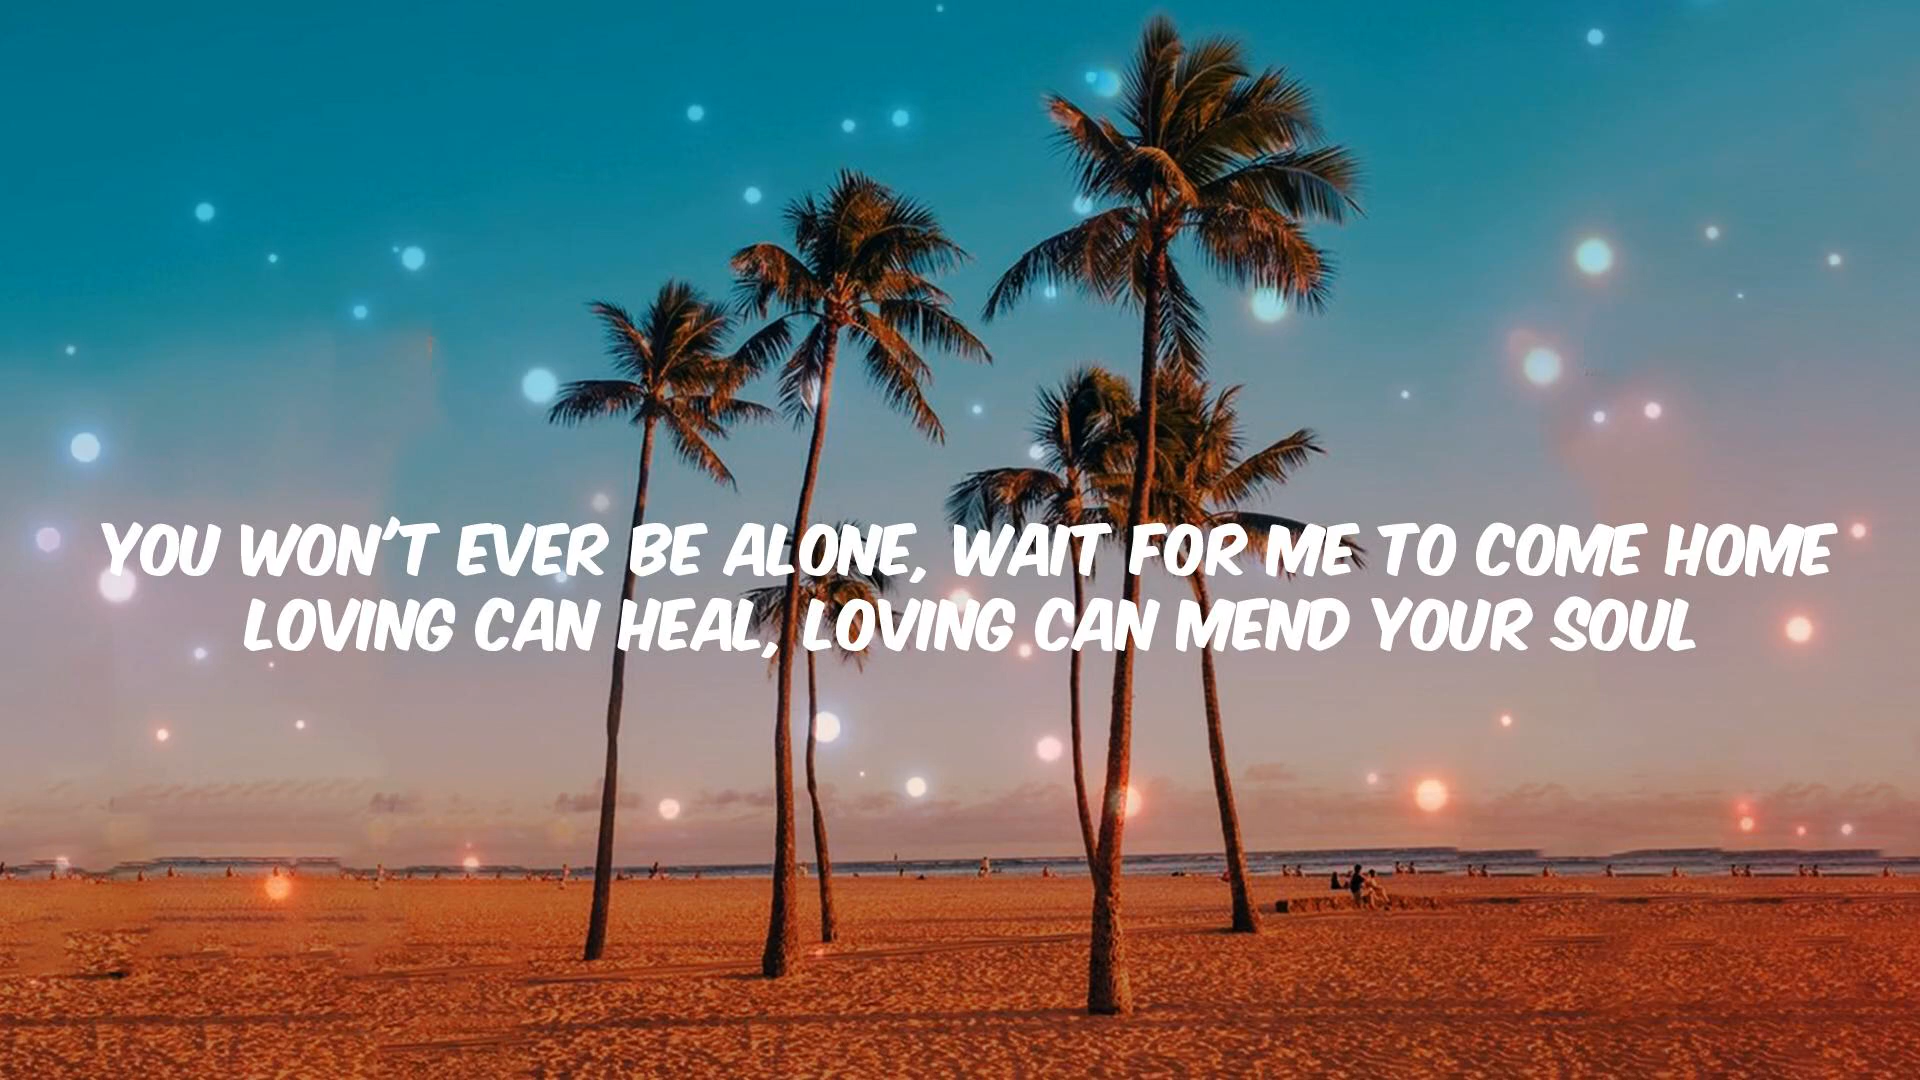 YOU WON'T EVER BE ALONE, WAIT FOR ME TO COME HOME
LOVING CAN HEAL, LOVING CAN MEND YOUR SOUL